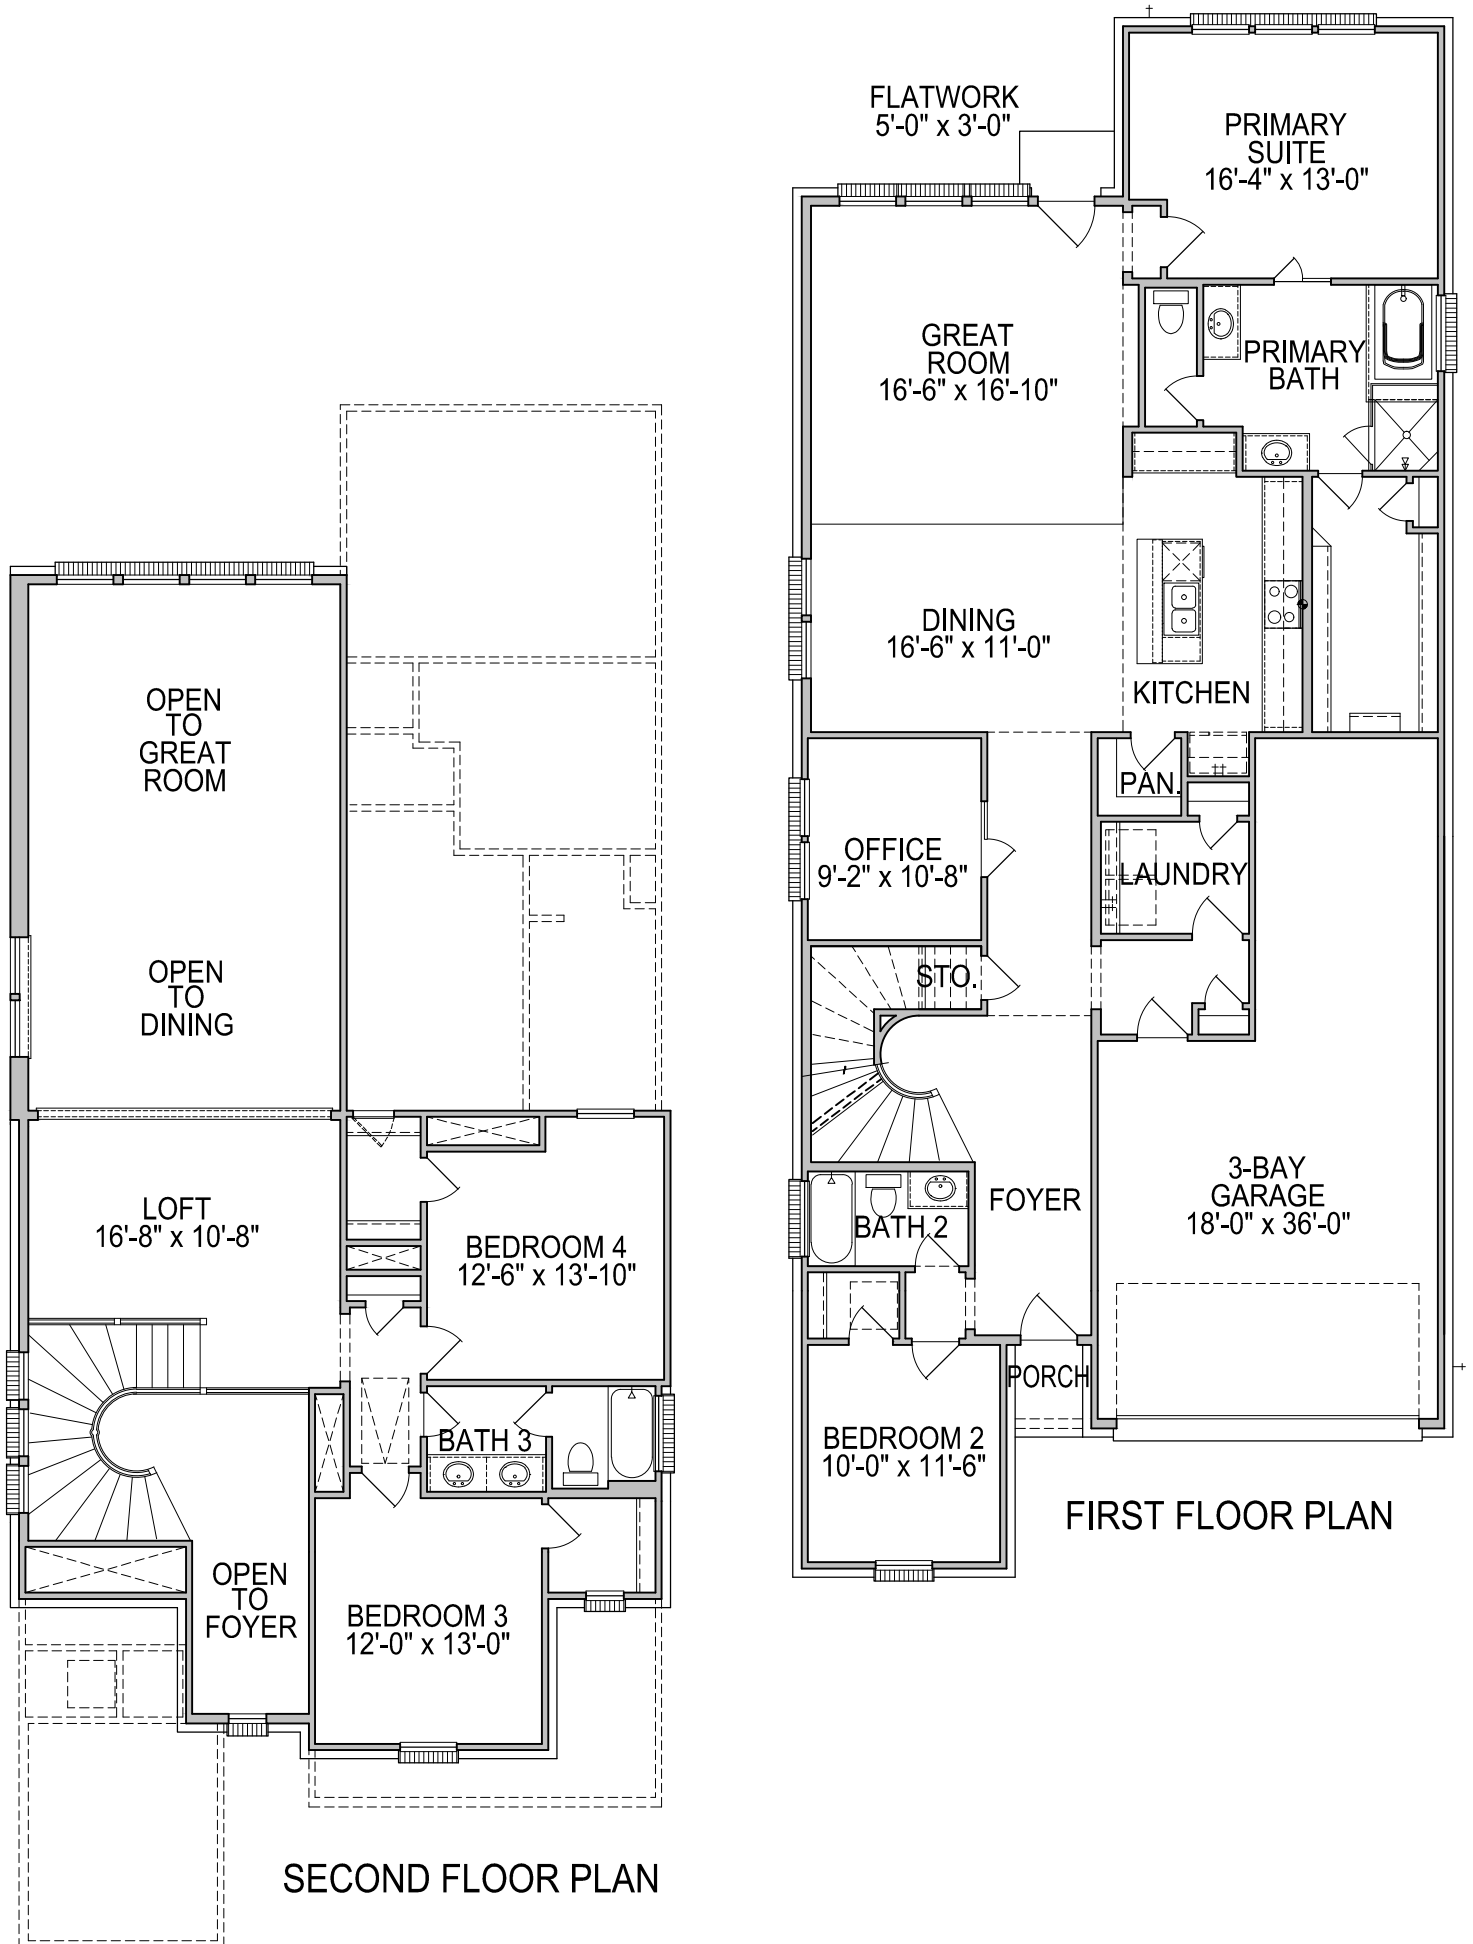 FLATWORK
5'-0" x 3'-0"
PRIMARY
SUITE
16'-4" x 13'-0"
GREAT
ROOM
16'-6" x 16'-10"
PRIMARY
BATH
DINING
16'-6" x 11'-0"
KITCHEN
PAN.
OFFICE
9'-2" x 10'-8"
LAUNDRY
STO.
FOYER
3-BAY
GARAGE
18'-0" x 36'-0"
BATH 2
PORCH
BEDROOM 2
10'-0" x 11'-6"
FIRST FLOOR PLAN
OPEN
TO
GREAT
ROOM
OPEN
TO
DINING
LOFT
16'-8" x 10'-8"
BEDROOM 4
12'-6" x 13'-10"
BATH 3
OPEN
TO
FOYER
BEDROOM 3
12'-0" x 13'-0"
SECOND FLOOR PLAN